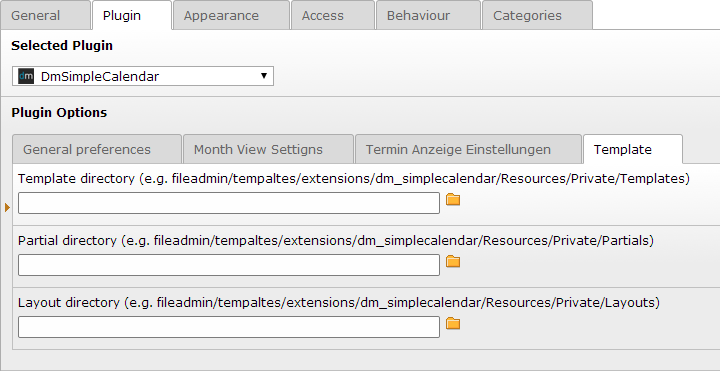 General Plugin Appearance Access Behaviour Categories
Selected Plugin
dm DmSimpleCalendar
Plugin Options
General preferences Month View Settigns Termin Anzeige Einstellungen Template
Template directory (e.g. fileadmin/tempaltes/extensions/dm_simplecalendar/Resources/Private/Templates)
Partial directory (e.g. fileadmin/tempaltes/extensions/dm_simplecalendar/Resources/Private/Partials)
Layout directory (e.g. fileadmin/tempaltes/extensions/dm_simplecalendar/Resources/Private/Layouts)